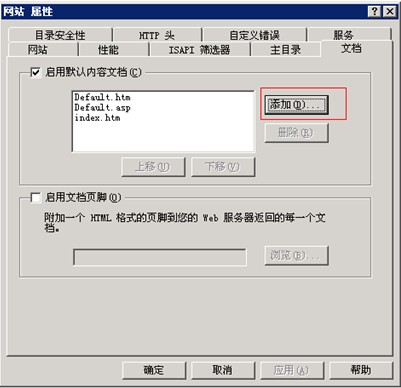 网站 属性
目录安全性 HTTP 头 自定义错误 服务
网站 性能 ISAPI 筛选器 主目录 文档
启用默认内容文档(C)
Default.htm
Default.asp
index.htm
添加(D)...
删除(R)
上移(U) 下移(V)
启用文档页脚(O)
附加一个 HTML 格式的页脚到您的 Web 服务器返回的每一个文
档。
浏览(B)...
确定 取消 应用(A) 帮助